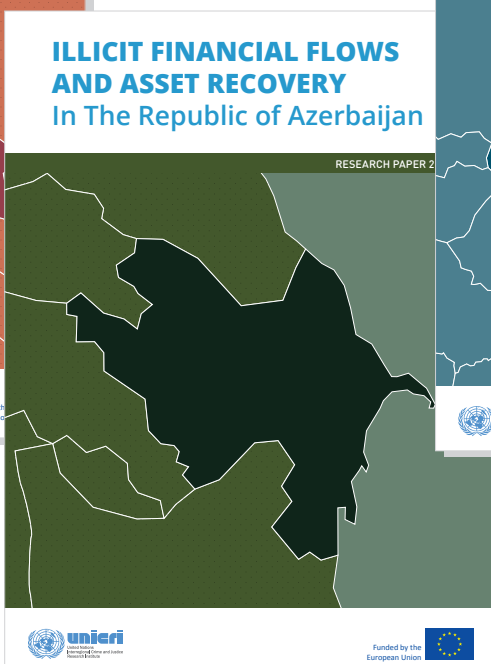 ILLICIT FINANCIAL FLOWS
AND ASSET RECOVERY
In The Republic of Azerbaijan
RESEARCH PAPER 2
unicri
United Nations
Interregional Crime and Justice
Research Institute
Funded by the
European Union